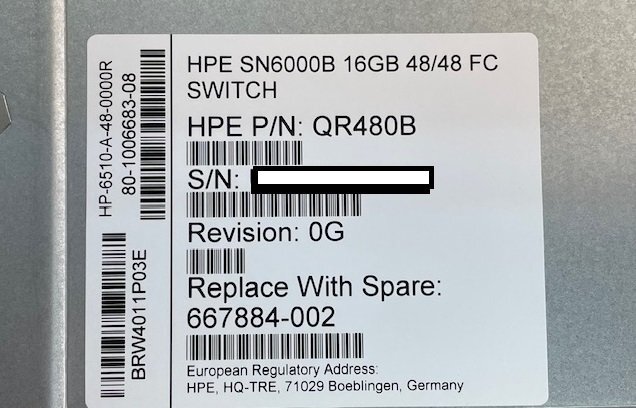 HPE SN6000B 16GB 48/48 FC
SWITCH
HPE P/N: QR480B
S/N:
Revision: 0G
Replace With Spare:
667884-002
European Regulatory Address:
HPE, HQ-TRE, 71029 Boeblingen, Germany
HP-6510-A-48-0000R
80-1006683-08
BRW4011P03E